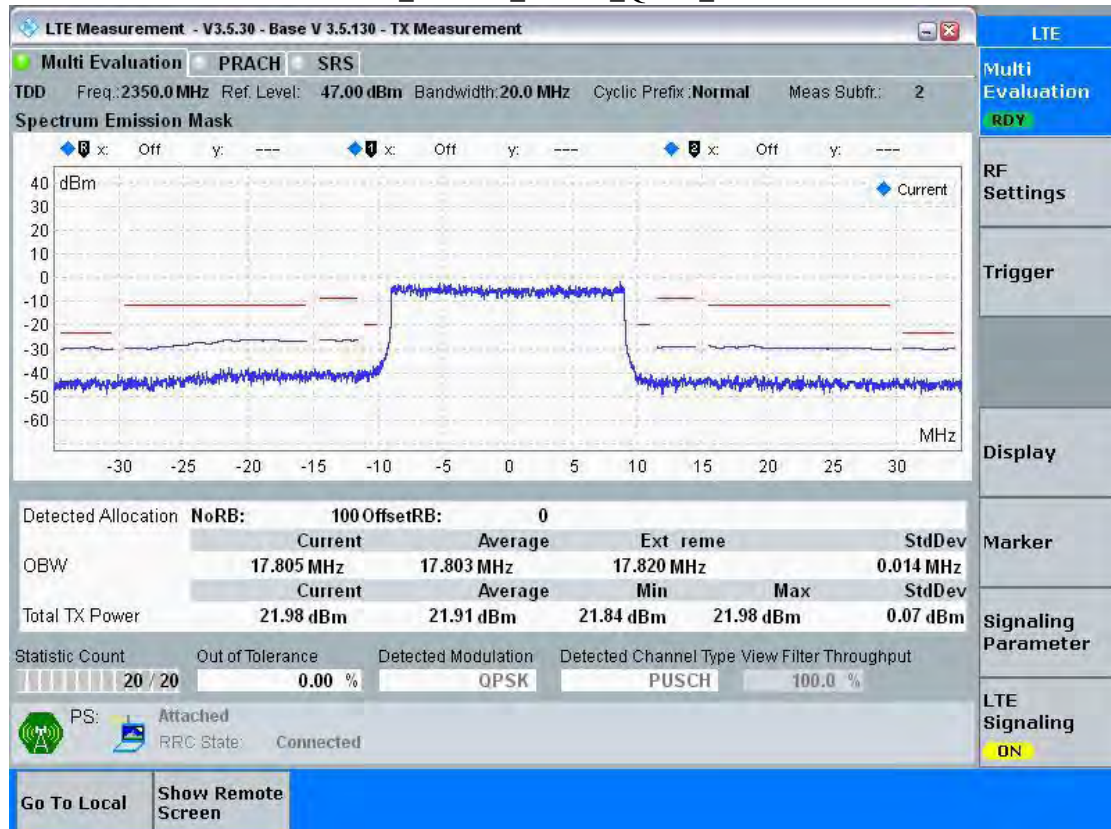 LTE Measurement - V3.5.30 - Base V 3.5.130 - TX Measurement
LTE
Multi Evaluation PRACH SRS
Multi Evaluation
RDY
TDD Freq.:2350.0 MHz Ref. Level: 47.00 dBm Bandwidth:20.0 MHz Cyclic Prefix :Normal Meas Subfr.: 2
Spectrum Emission Mask
R x: Off y: --- 1 x: Off y: --- 2 x: Off y: ---
40 dBm
Current
30
20
10
0
-10
-20
-30
-40
-50
-60
MHz
-30 -25 -20 -15 -10 -5 0 5 10 15 20 25 30
RF Settings
Trigger
Display
Marker
Signaling Parameter
LTE Signaling
ON
Detected Allocation NoRB: 100 OffsetRB: 0
Current Average Ext reme StdDev
OBW 17.805 MHz 17.803 MHz 17.820 MHz 0.014 MHz
Current Average Min Max StdDev
Total TX Power 21.98 dBm 21.91 dBm 21.84 dBm 21.98 dBm 0.07 dBm
Statistic Count Out of Tolerance Detected Modulation Detected Channel Type View Filter Throughput
20 / 20 0.00 % QPSK PUSCH 100.0 %
PS: Attached
RRC State: Connected
Go To Local
Show Remote Screen